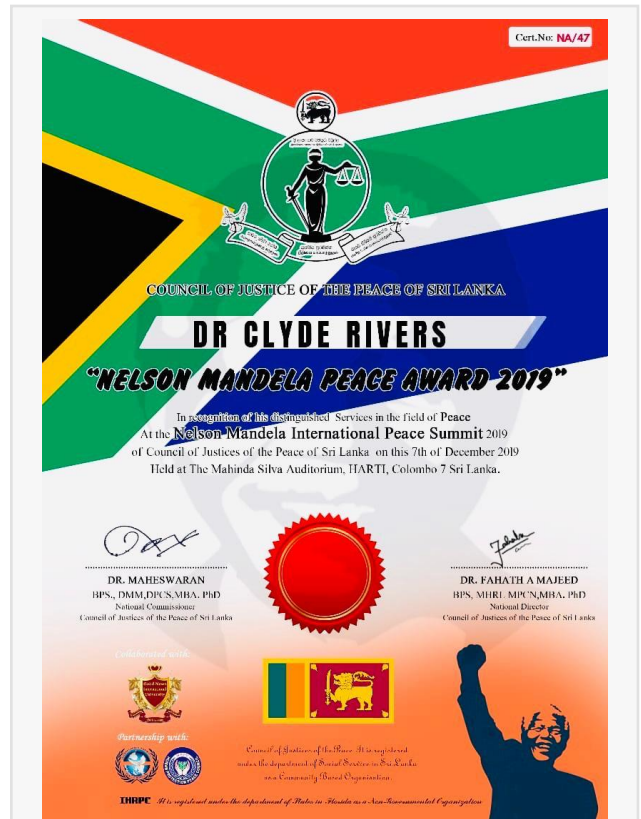 Cert.No: NA/47
COUNCIL OF JUSTICE OF THE PEACE OF SRI LANKA
DR CLYDE RIVERS
“NELSON MANDELA PEACE AWARD 2019”
In recognition of his distinguished Services in the field of Peace
At the Nelson Mandela International Peace Summit 2019
of Council of Justices of the Peace of Sri Lanka on this 7th of December 2019
Held at The Mahinda Silva Auditorium, HARTI, Colombo 7 Sri Lanka.
DR. MAHESWARAN
BPS., DMM,DPCS,MBA. PhD
National Commissioner
Council of Justices of the Peace of Sri Lanka
DR. FAHATH A MAJEED
BPS, MHRI. MPCN,MBA. PhD
National Director
Council of Justices of the Peace of Sri Lanka
Collaborated with:
Partnership with:
Council of Justices of the Peace It is registered
under the department of Social Service in Sri Lanka
as a Community Based Organisation.
IHRPC It is registered under the department of States in Florida as a Non-Governmental Organization